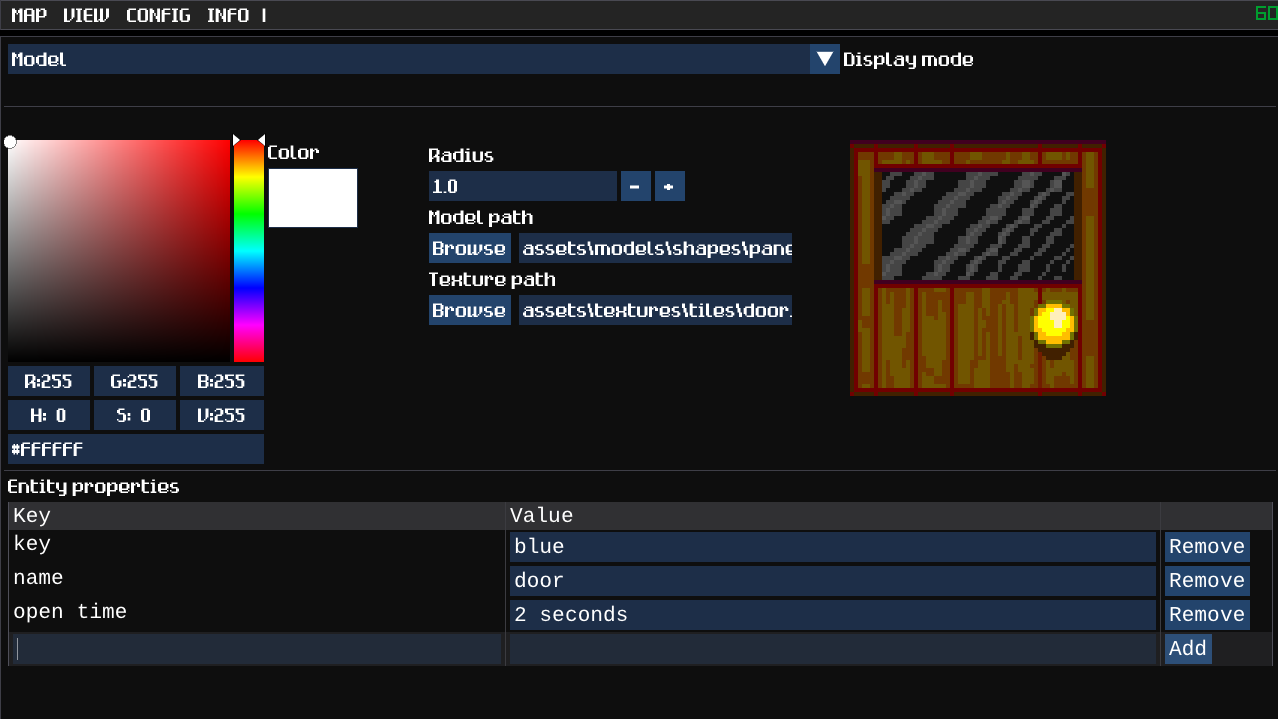 MAP VIEW CONFIG INFO |
60
Model
Display mode
Color
R:255 G:255 B:255
H: 0 S: 0 V:255
#FFFFFF
Radius
1.0 - +
Model path
Browse assets\models\shapes\pane
Texture path
Browse assets\textures\tiles\door.
Entity properties
Key Value
key blue Remove
name door Remove
open time 2 seconds Remove
Add